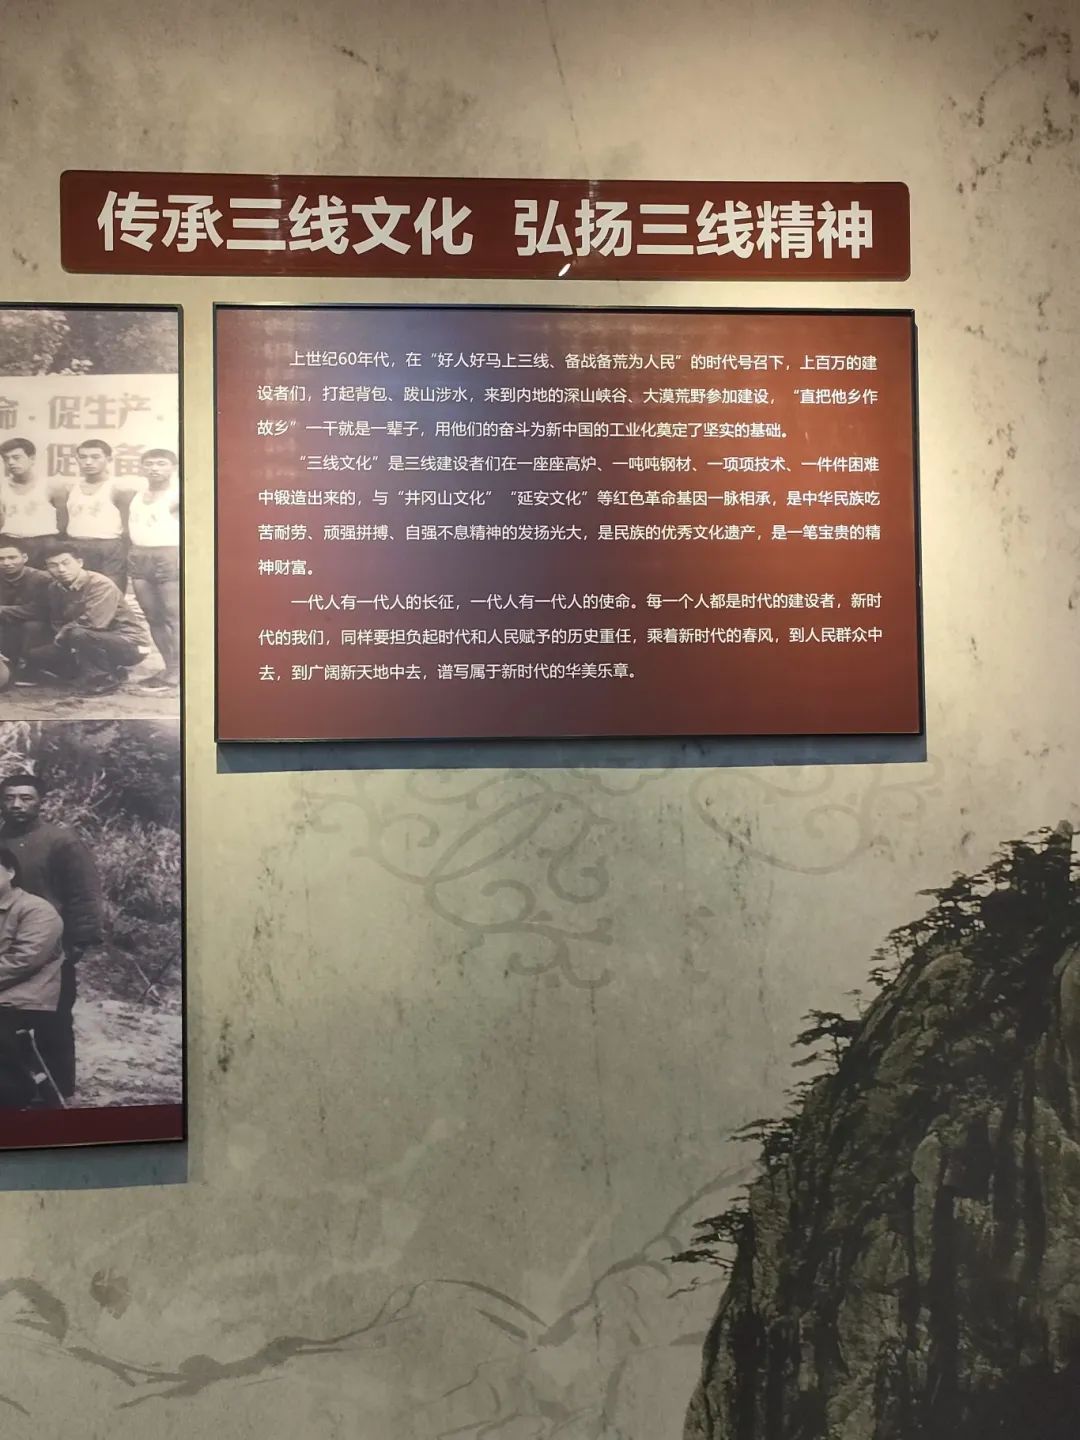 传承三线文化 弘扬三线精神
上世纪60年代，在“好人好马上三线、备战备荒为人民”的时代号召下，上百万的建
设者们，打起背包、跋山涉水，来到内地的深山峡谷、大漠荒野参加建设，“直把他乡作
故乡”一干就是一辈子，用他们的奋斗为新中国的工业化奠定了坚实的基础。
“三线文化”是三线建设者们在一座座高炉、一吨吨钢材、一项项技术、一件件困难
中锻造出来的，与“井冈山文化”“延安文化”等红色革命基因一脉相承，是中华民族吃
苦耐劳、顽强拼搏、自强不息精神的发扬光大，是民族的优秀文化遗产，是一笔宝贵的精
神财富。
一代人有一代人的长征，一代人有一代人的使命。每一个人都是时代的建设者，新时
代的我们，同样要担负起时代和人民赋予的历史重任，乘着新时代的春风，到人民群众中
去，到广阔新天地中去，谱写属于新时代的华美乐章。
命·促生产·
促 备